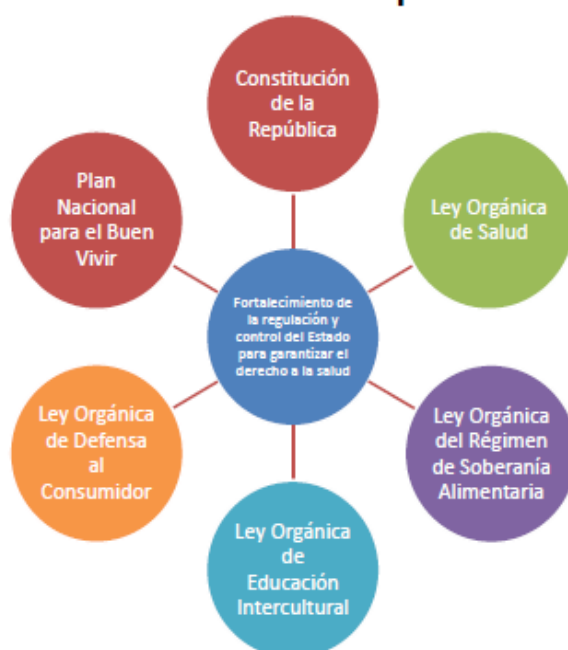 Constitución
de la
República
Ley Orgánica
de Salud
Ley Orgánica
del Régimen
de Soberanía
Alimentaria
Ley Orgánica
de
Educación
Intercultural
Ley Orgánica
de Defensa
al
Consumidor
Plan
Nacional
para el Buen
Vivir
Fortalecimiento de
la regulación y
control del Estado
para garantizar el
derecho a la salud